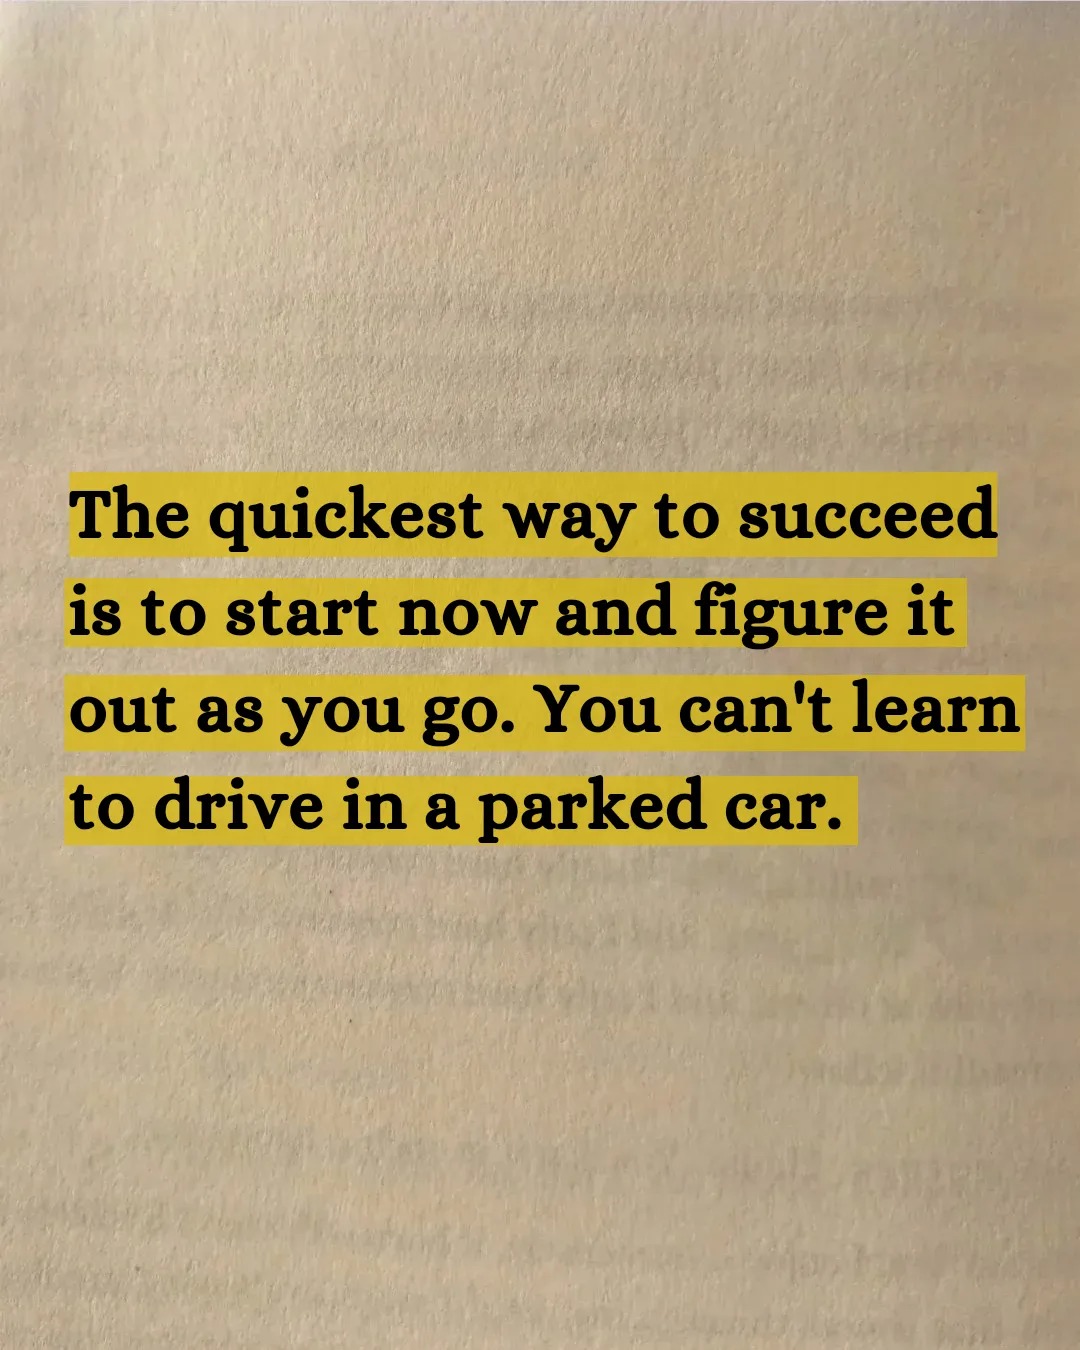 The quickest way to succeed
is to start now and figure it
out as you go. You can't learn
to drive in a parked car.